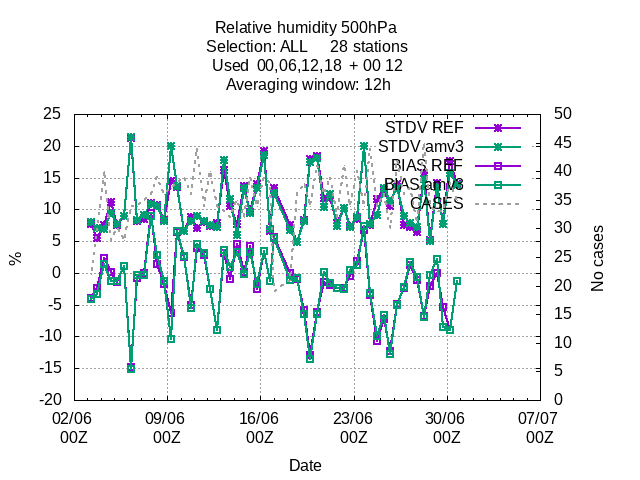 Relative humidity 500hPa
Selection: ALL 28 stations
Used 00,06,12,18 + 00 12
Averaging window: 12h
25
20
15
10
5
0
-5
-10
-15
-20
%
50
45
40
35
30
25
20
15
10
5
0
No cases
STDV REF
STDV amv3
BIAS REF
BIAS amv3
CASES
02/06 09/06 16/06 23/06 30/06 07/07
00Z 00Z 00Z 00Z 00Z 00Z
Date